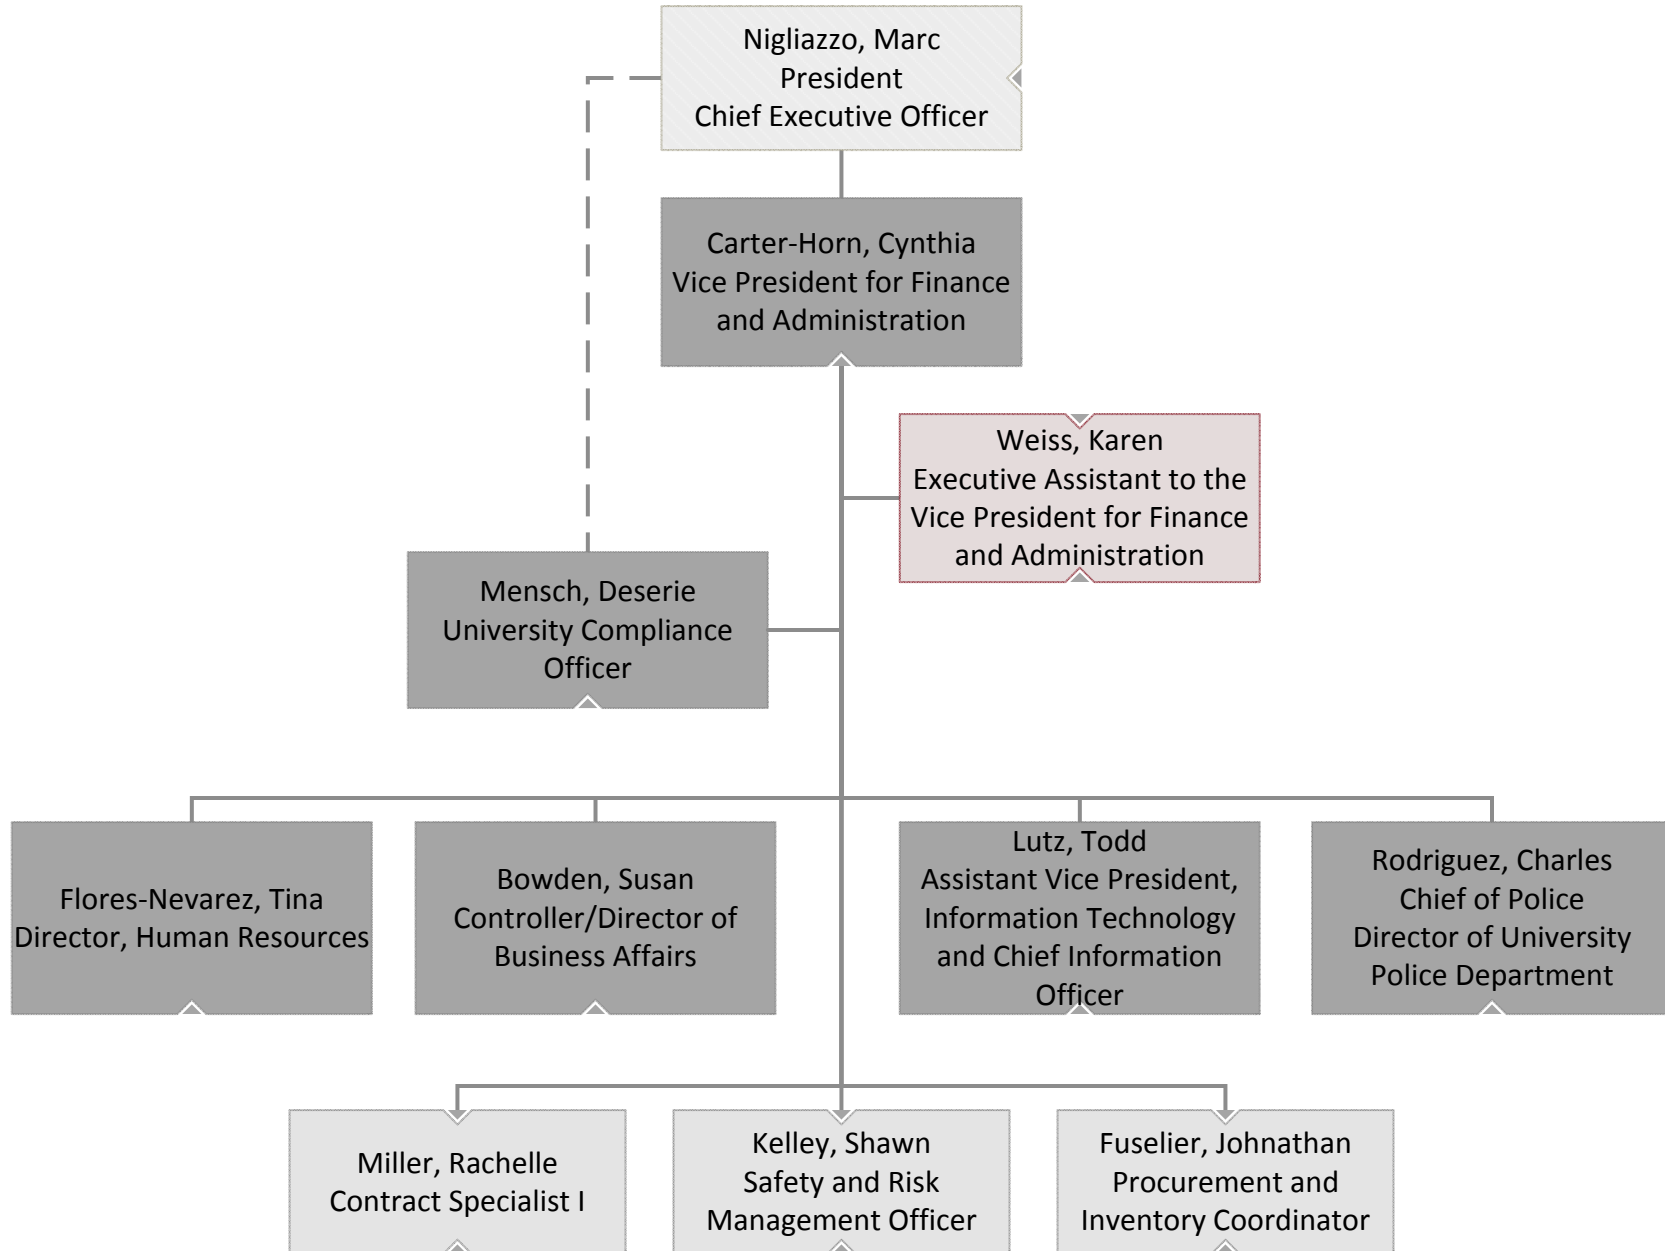 Nigliazzo, Marc
President
Chief Executive Officer
Carter-Horn, Cynthia
Vice President for Finance
and Administration
Weiss, Karen
Executive Assistant to the
Vice President for Finance
and Administration
Mensch, Deserie
University Compliance
Officer
Flores-Nevarez, Tina
Director, Human Resources
Bowden, Susan
Controller/Director of
Business Affairs
Lutz, Todd
Assistant Vice President,
Information Technology
and Chief Information
Officer
Rodriguez, Charles
Chief of Police
Director of University
Police Department
Miller, Rachelle
Contract Specialist I
Kelley, Shawn
Safety and Risk
Management Officer
Fuselier, Johnathan
Procurement and
Inventory Coordinator